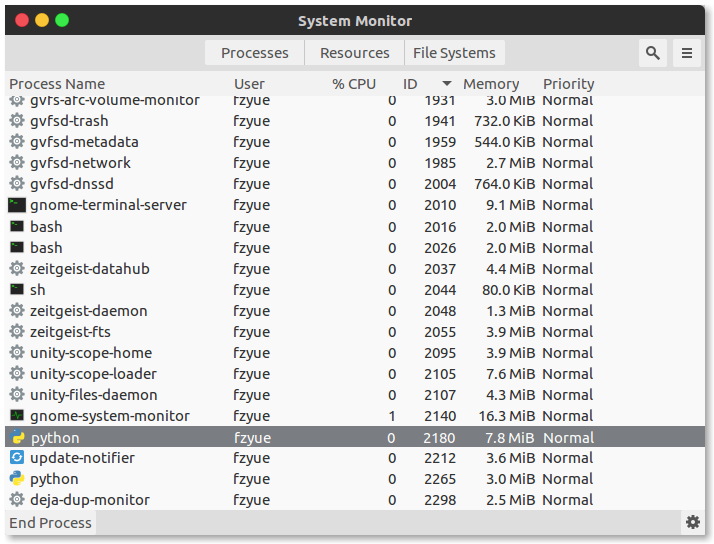 System Monitor
Processes Resources File Systems
Process Name User % CPU ID Memory Priority
gvfs-afc-volume-monitor fzyue 0 1931 3.0 MiB Normal
gvfsd-trash fzyue 0 1941 732.0 KiB Normal
gvfsd-metadata fzyue 0 1959 544.0 KiB Normal
gvfsd-network fzyue 0 1985 2.7 MiB Normal
gvfsd-dnssd fzyue 0 2004 764.0 KiB Normal
gnome-terminal-server fzyue 0 2010 9.1 MiB Normal
bash fzyue 0 2016 2.0 MiB Normal
bash fzyue 0 2026 2.0 MiB Normal
zeitgeist-datahub fzyue 0 2037 4.4 MiB Normal
sh fzyue 0 2044 80.0 KiB Normal
zeitgeist-daemon fzyue 0 2048 1.3 MiB Normal
zeitgeist-fts fzyue 0 2055 3.9 MiB Normal
unity-scope-home fzyue 0 2095 3.9 MiB Normal
unity-scope-loader fzyue 0 2105 7.6 MiB Normal
unity-files-daemon fzyue 0 2107 4.3 MiB Normal
gnome-system-monitor fzyue 1 2140 16.3 MiB Normal
python fzyue 0 2180 7.8 MiB Normal
update-notifier fzyue 0 2212 3.6 MiB Normal
python fzyue 0 2265 3.0 MiB Normal
deja-dup-monitor fzyue 0 2298 2.5 MiB Normal
End Process